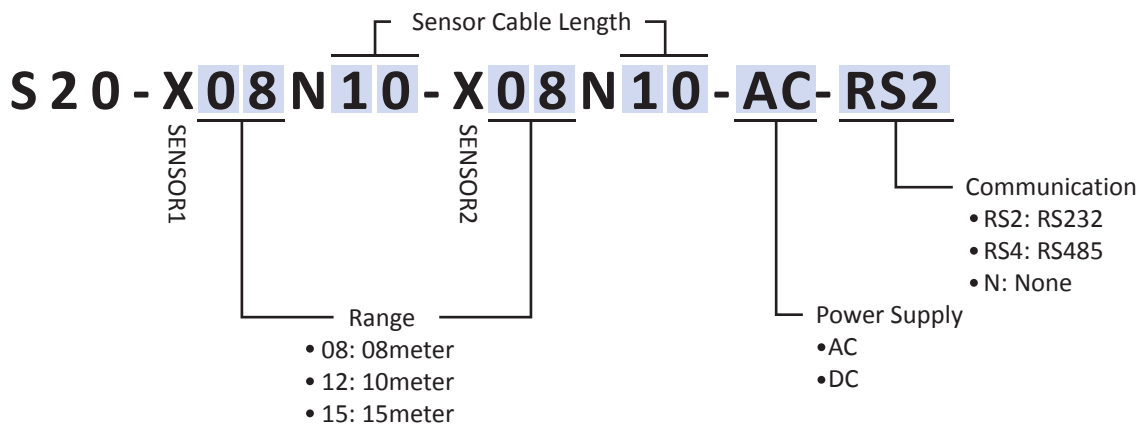 Sensor Cable Length
S20-X08N10-X08N10-AC-RS2
SENSOR1
SENSOR2
Communication
• RS2: RS232
• RS4: RS485
• N: None
Range
• 08: 08meter
• 12: 10meter
• 15: 15meter
Power Supply
•AC
•DC